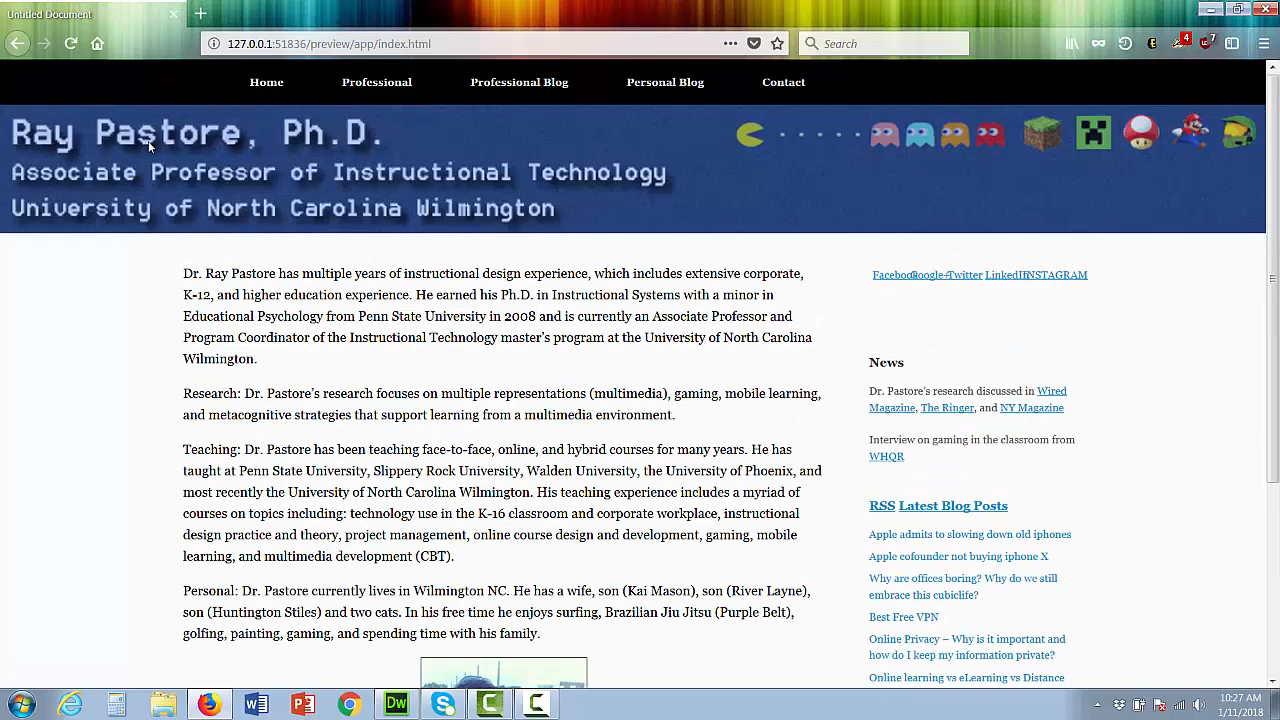 Untitled Document
127.0.0.1:51836/preview/app/index.html
Search
4
7
Home Professional Professional Blog Personal Blog Contact
Ray Pastore, Ph.D.
Associate Professor of Instructional Technology
University of North Carolina Wilmington
Dr. Ray Pastore has multiple years of instructional design experience, which includes extensive corporate,
K-12, and higher education experience. He earned his Ph.D. in Instructional Systems with a minor in
Educational Psychology from Penn State University in 2008 and is currently an Associate Professor and
Program Coordinator of the Instructional Technology master's program at the University of North Carolina
Wilmington.
Research: Dr. Pastore's research focuses on multiple representations (multimedia), gaming, mobile learning,
and metacognitive strategies that support learning from a multimedia environment.
Teaching: Dr. Pastore has been teaching face-to-face, online, and hybrid courses for many years. He has
taught at Penn State University, Slippery Rock University, Walden University, the University of Phoenix, and
most recently the University of North Carolina Wilmington. His teaching experience includes a myriad of
courses on topics including: technology use in the K-16 classroom and corporate workplace, instructional
design practice and theory, project management, online course design and development, gaming, mobile
learning, and multimedia development (CBT).
Personal: Dr. Pastore currently lives in Wilmington NC. He has a wife, son (Kai Mason), son (River Layne),
son (Huntington Stiles) and two cats. In his free time he enjoys surfing, Brazilian Jiu Jitsu (Purple Belt),
golfing, painting, gaming, and spending time with his family.
Facebook Google+ Twitter LinkedIn INSTAGRAM
News
Dr. Pastore's research discussed in Wired
Magazine, The Ringer, and NY Magazine
Interview on gaming in the classroom from
WHQR
RSS Latest Blog Posts
Apple admits to slowing down old iphones
Apple cofounder not buying iphone X
Why are offices boring? Why do we still
embrace this cubiclife?
Best Free VPN
Online Privacy – Why is it important and
how do I keep my information private?
Online learning vs eLearning vs Distance
Dw
10:27 AM
1/11/2018